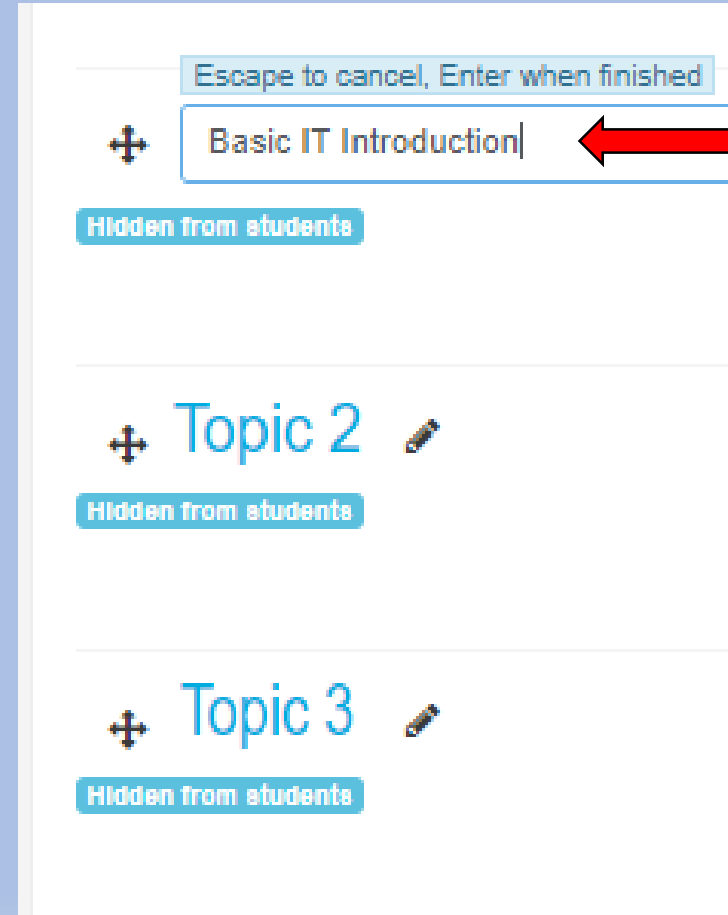 Escape to cancel, Enter when finished
Basic IT Introduction
Hidden from students
Topic 2
Hidden from students
Topic 3
Hidden from students